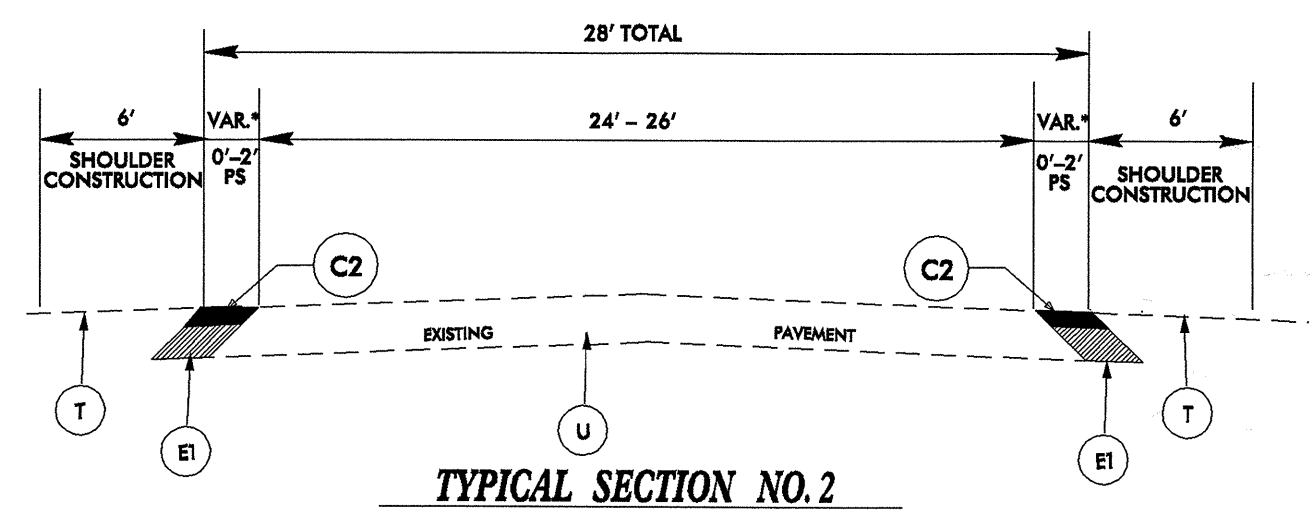 28' TOTAL
6'
VAR.*
24' – 26'
VAR.*
6'
SHOULDER
CONSTRUCTION
0'–2'
PS
0'–2'
PS
SHOULDER
CONSTRUCTION
C2
C2
EXISTING
PAVEMENT
T
E1
U
E1
T
TYPICAL SECTION NO. 2